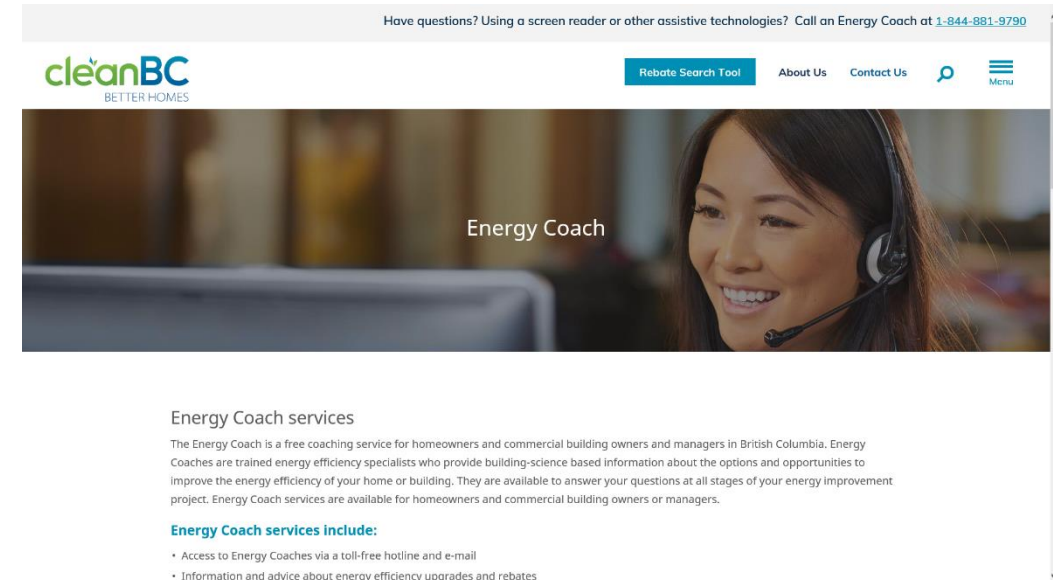 Have questions? Using a screen reader or other assistive technologies? Call an Energy Coach at 1-844-881-9790
cleanBC
BETTER HOMES
Rebate Search Tool
About Us
Contact Us
Menu
Energy Coach
Energy Coach services
The Energy Coach is a free coaching service for homeowners and commercial building owners and managers in British Columbia. Energy
Coaches are trained energy efficiency specialists who provide building-science based information about the options and opportunities to
improve the energy efficiency of your home or building. They are available to answer your questions at all stages of your energy improvement
project. Energy Coach services are available for homeowners and commercial building owners or managers.
Energy Coach services include:
• Access to Energy Coaches via a toll-free hotline and e-mail
• Information and advice about energy efficiency upgrades and rebates